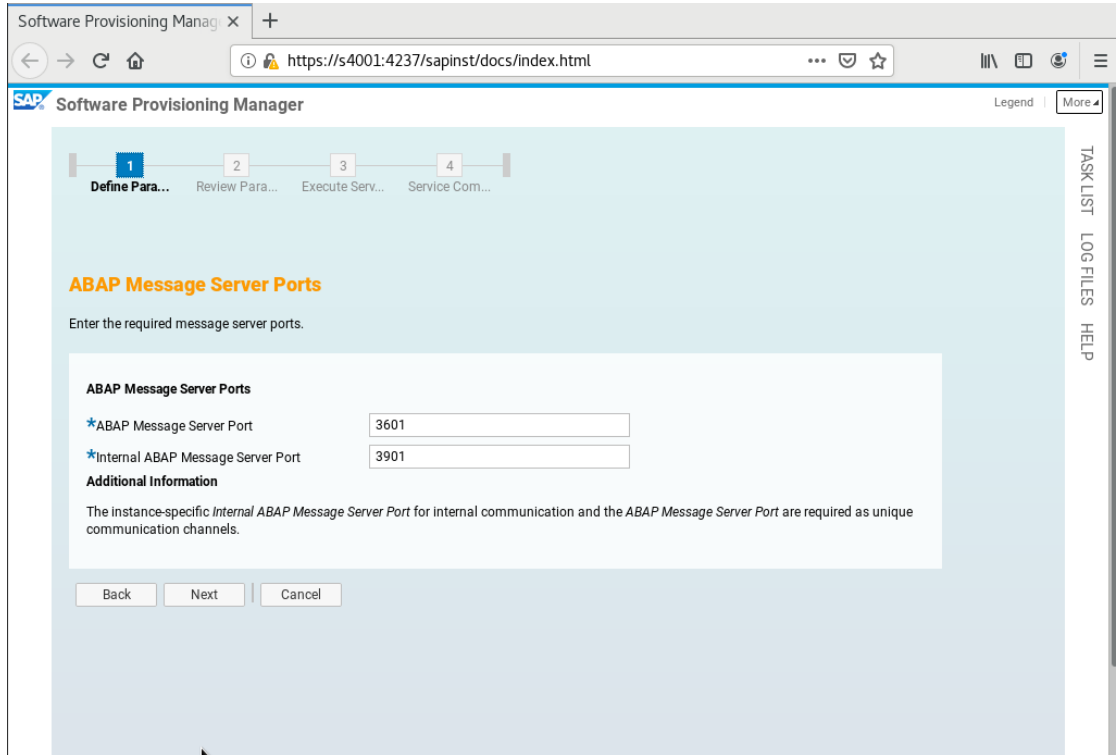 Software Provisioning Manag
https://s4001:4237/sapinst/docs/index.html
SAP Software Provisioning Manager
Legend
More
1
2
3
4
Define Para...
Review Para...
Execute Serv...
Service Com...
TASK LIST
LOG FILES
HELP
ABAP Message Server Ports
Enter the required message server ports.
ABAP Message Server Ports
*ABAP Message Server Port 3601
*Internal ABAP Message Server Port 3901
Additional Information
The instance-specific Internal ABAP Message Server Port for internal communication and the ABAP Message Server Port are required as unique
communication channels.
Back
Next
Cancel